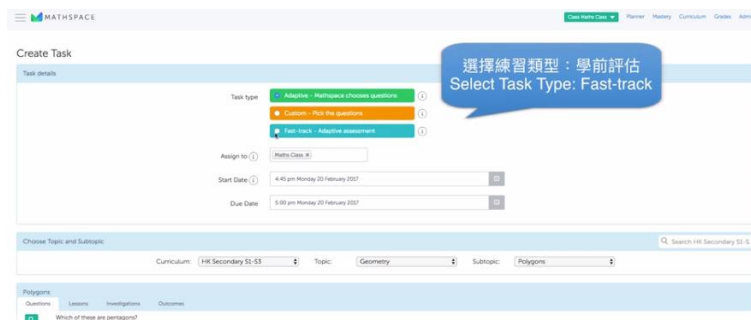 MATHSPACE
Class Maths Class
Planner Mastery Curriculum Grades
Create Task
選擇練習類型：學前評估
Select Task Type: Fast-track
Task details
Task type
Adaptive - Mathspace chooses questions
Custom - Pick the questions
Fast-track - Adaptive assessment
Assign to
Maths Class ×
Start Date
4:45 pm Monday 20 February 2017
Due Date
5:00 pm Monday 20 February 2017
Choose Topic and Subtopic
Search HK Secondary S1-S
Curriculum: HK Secondary S1-S3 Topic: Geometry Subtopic: Polygons
Polygons
Questions Lessons Investigations Outcomes
Which of these are pentagons?